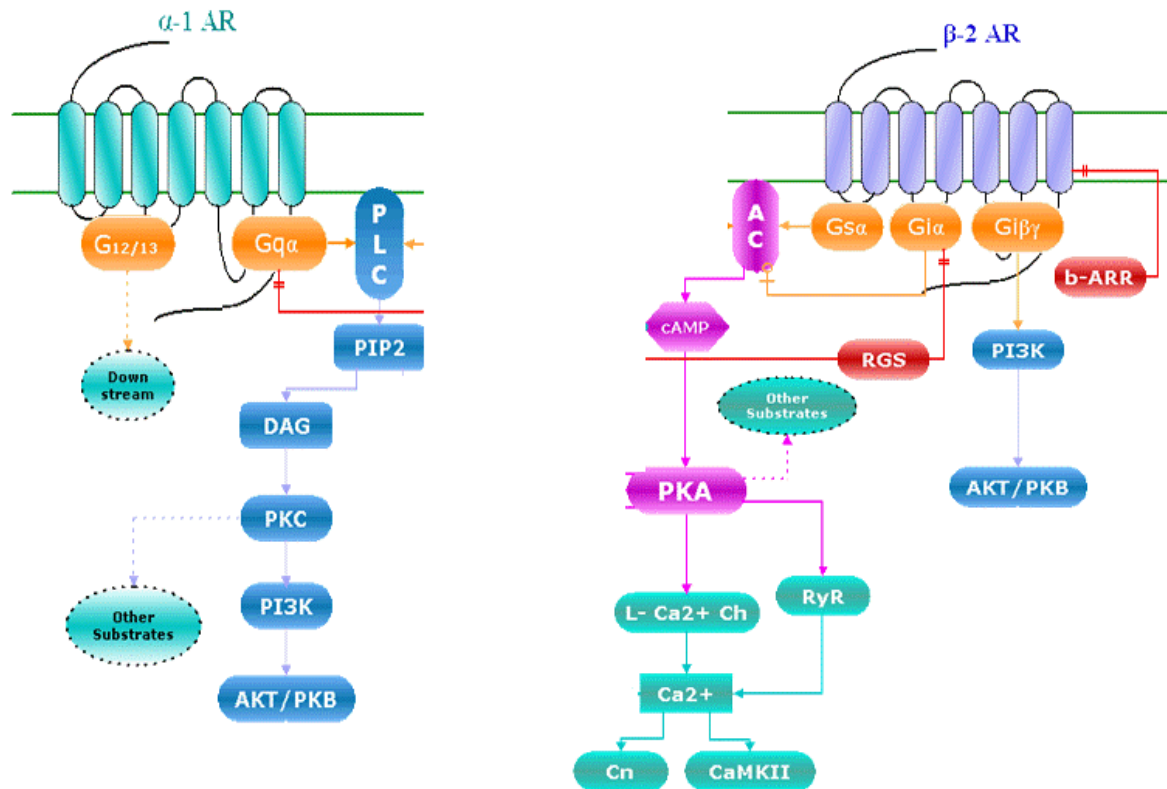 α-1 AR
G12/13
Gqα
P
L
C
PIP2
Down
stream
DAG
PKC
Other
Substrates
PI3K
AKT/PKB
β-2 AR
A
C
Gsα
Giα
Giβγ
b-ARR
cAMP
RGS
PI3K
Other
Substrates
PKA
AKT/PKB
L- Ca2+ Ch
RyR
Ca2+
Cn
CaMKII